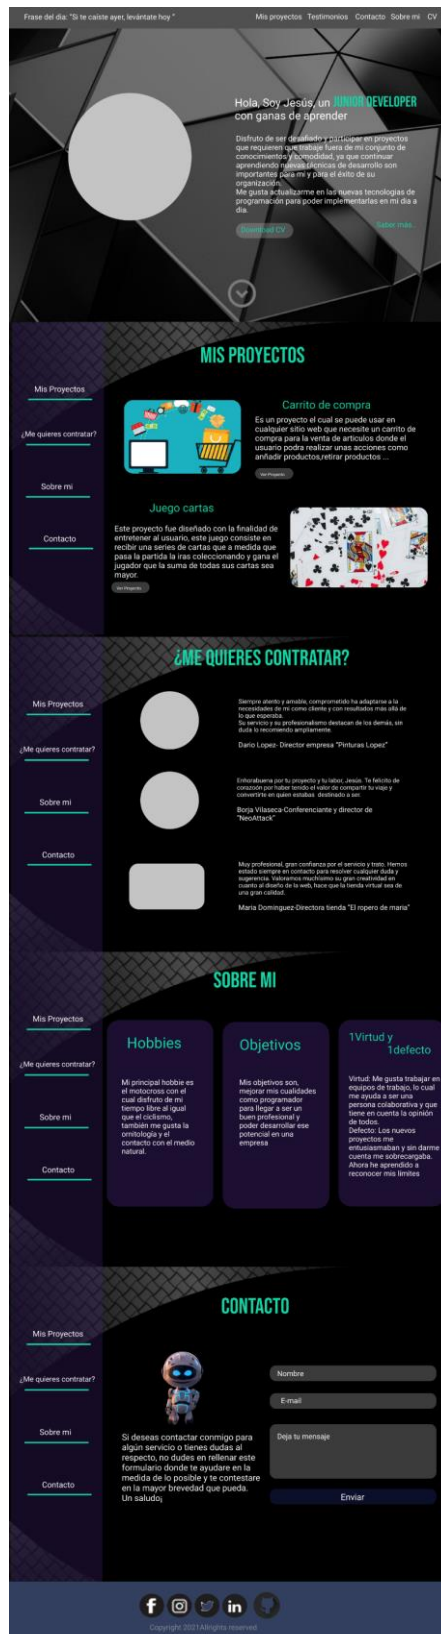 Frase del dia: "Si te caiste ayer, levántate hoy "
Mis proyectos Testimonios Contacto Sobre mi CV
Hola, Soy Jesús, un JUNIOR DEVELOPER
con ganas de aprender
Disfruto de ser desafiado y participar en proyectos
que requieren que trabaje fuera de mi conjunto de
conocimientos y comodidad, ya que continuar
aprendiendo nuevas técnicas de desarrollo son
importantes para mi y para el éxito de su
organización.
Me gusta actualizarme en las nuevas tecnologías de
programación para poder implementarlas en mi dia a
dia.
Download CV
Saber más..
MIS PROYECTOS
Mis Proyectos
¿Me quieres contratar?
Sobre mi
Contacto
Carrito de compra
Es un proyecto el cual se puede usar en
cualquier sitio web que necesite un carrito de
compra para la venta de articulos donde el
usuario podra realizar unas acciones como
anñadir productos,retirar productos ...
Ver Proyecto
Juego cartas
Este proyecto fue diseñado con la finalidad de
entretener al usuario, este juego consiste en
recibir una series de cartas que a medida que
pasa la partida la iras coleccionando y gana el
jugador que la suma de todas sus cartas sea
mayor.
Ver Proyecto
¿ME QUIERES CONTRATAR?
Mis Proyectos
¿Me quieres contratar?
Sobre mi
Contacto
Siempre atento y amable, comprometido ha adaptarse a la
necesidades de mi como cliente y con resultados más allá de
lo que esperaba.
Su servicio y su profesionalismo destacan de los demás, sin
duda lo recomiendo ampliamente.
Dario Lopez- Director empresa "Pinturas Lopez"
Enhorabuena por tu proyecto y tu labor, Jesús. Te felicito de
corazoón por haber tenido el valor de compartir tu viaje y
convertirte en quien estabas destinado a ser.
Borja Vilaseca-Conferenciante y director de
"NeoAttack"
Muy profesional, gran confianza por el servicio y trato. Hemos
estado siempre en contacto para resolver cualquier duda y
sugerencia. Valoramos muchísimo su gran creatividad en
cuanto al diseño de la web, hace que la tienda virtual sea de
una gran calidad.
Maria Dominguez-Directora tienda "El ropero de maria"
SOBRE MI
Mis Proyectos
¿Me quieres contratar?
Sobre mi
Contacto
Hobbies
Mi principal hobbie es
el motocross con el
cual disfruto de mi
tiempo libre al igual
que el ciclismo,
también me gusta la
ornitología y el
contacto con el medio
natural.
Objetivos
Mis objetivos son,
mejorar mis cualidades
como programador
para llegar a ser un
buen profesional y
poder desarrollar ese
potencial en una
empresa
1Virtud y
1defecto
Virtud: Me gusta trabajar en
equipos de trabajo, lo cual
me ayuda a ser una
persona colaborativa y que
tiene en cuenta la opinión
de todos.
Defecto: Los nuevos
proyectos me
entusiasmaban y sin darme
cuenta me sobrecargaba.
Ahora he aprendido a
reconocer mis limites
CONTACTO
Mis Proyectos
¿Me quieres contratar?
Sobre mi
Contacto
Si deseas contactar conmigo para
algún servicio o tienes dudas al
respecto, no dudes en rellenar este
formulario donde te ayudare en la
medida de lo posible y te contestare
en la mayor brevedad que pueda.
Un saludo¡
Nombre
E-mail
Deja tu mensaje
Enviar
Copyright 2021Allrights reserved